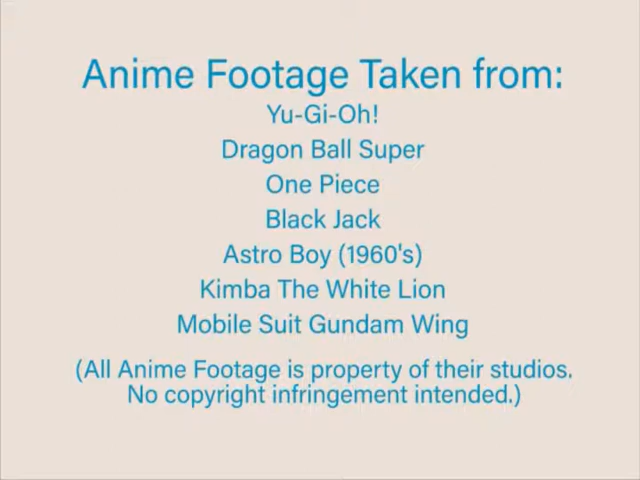 Anime Footage Taken from:
Yu-Gi-Oh!
Dragon Ball Super
One Piece
Black Jack
Astro Boy (1960's)
Kimba The White Lion
Mobile Suit Gundam Wing
(All Anime Footage is property of their studios.
No copyright infringement intended.)